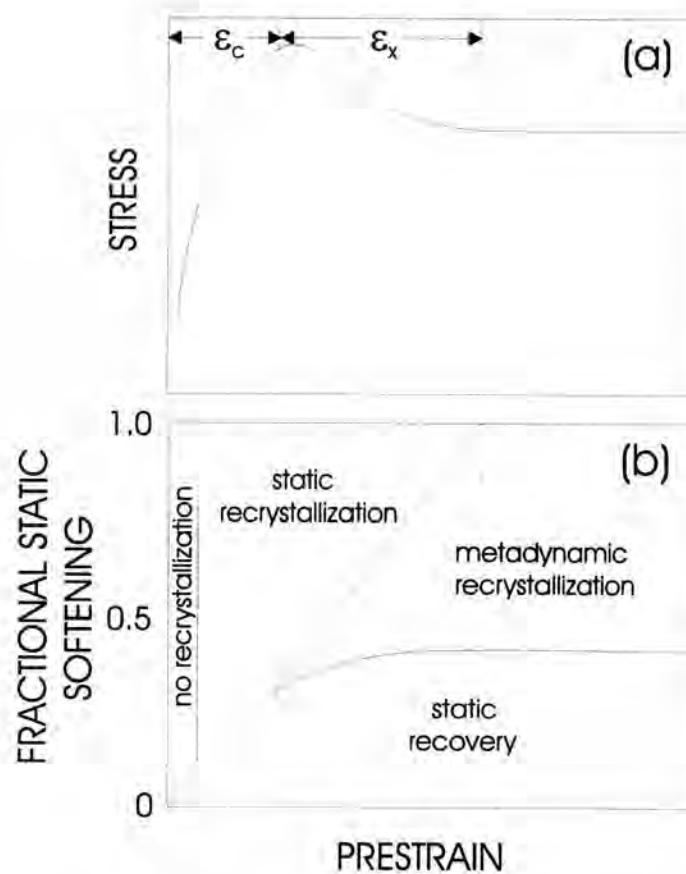 εc
εx
(a)
STRESS
1.0
(b)
static
recrystallization
no recrystallization
metadynamic
recrystallization
FRACTIONAL STATIC
SOFTENING
0.5
static
recovery
0
PRESTRAIN